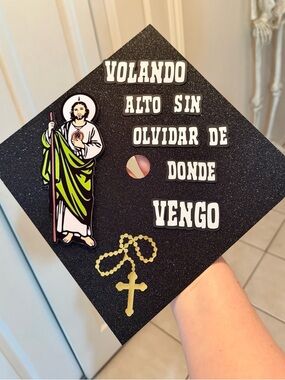 VOLANDO
ALTO SIN
OLVIDAR DE
DONDE
VENGO